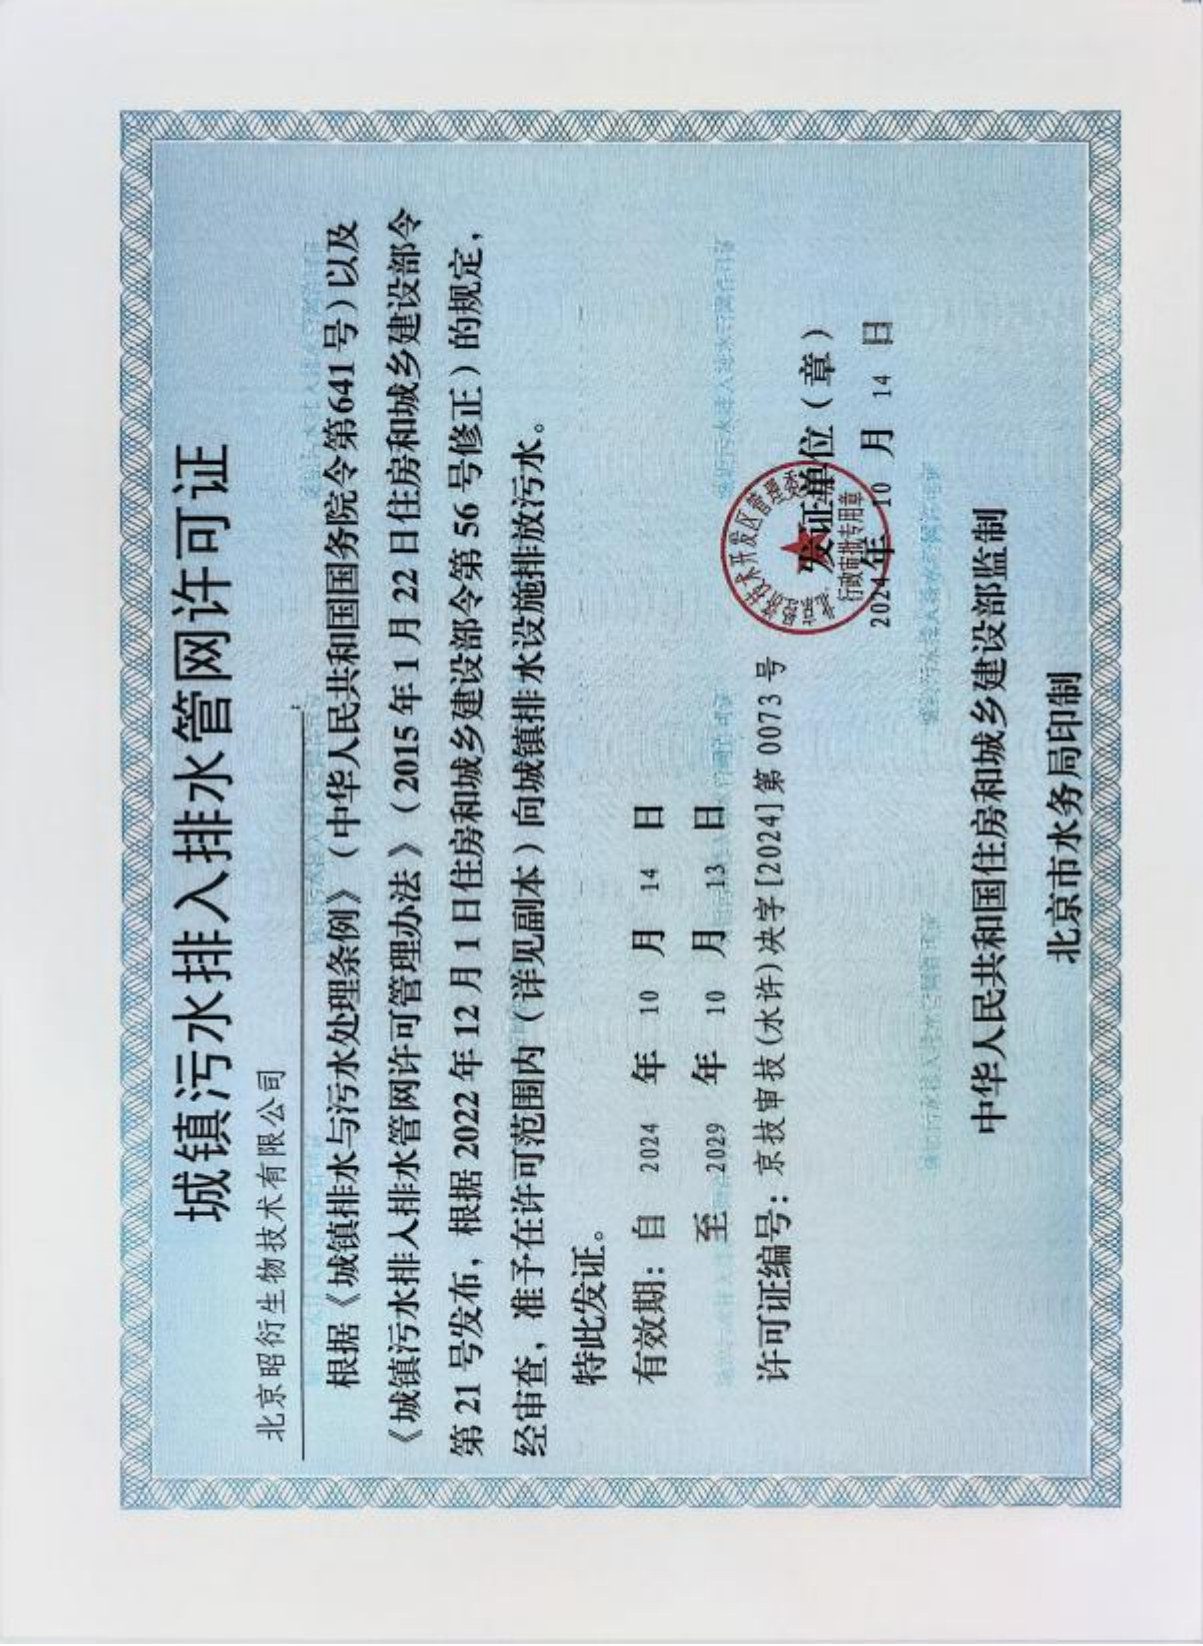 城镇污水排入排水管网许可证
北京昭衍生物技术有限公司
根据《城镇排水与污水处理条例》（中华人民共和国国务院令第641号）以及
《城镇污水排入排水管网许可管理办法》（2015年1月22日住房和城乡建设部令
第21号发布，根据2022年12月1日住房和城乡建设部令第56号修正）的规定，
经审查，准予在许可范围内（详见副本）向城镇排水设施排放污水。
特此发证。
有效期：自 2024 年 10 月 14 日
至 2029 年 10 月 13 日
许可证编号：京技审技(水许)决字[2024]第0073号
发证单位（章）
行政审批专用章
2024年 10 月 14 日
中华人民共和国住房和城乡建设部监制
北京市水务局印制